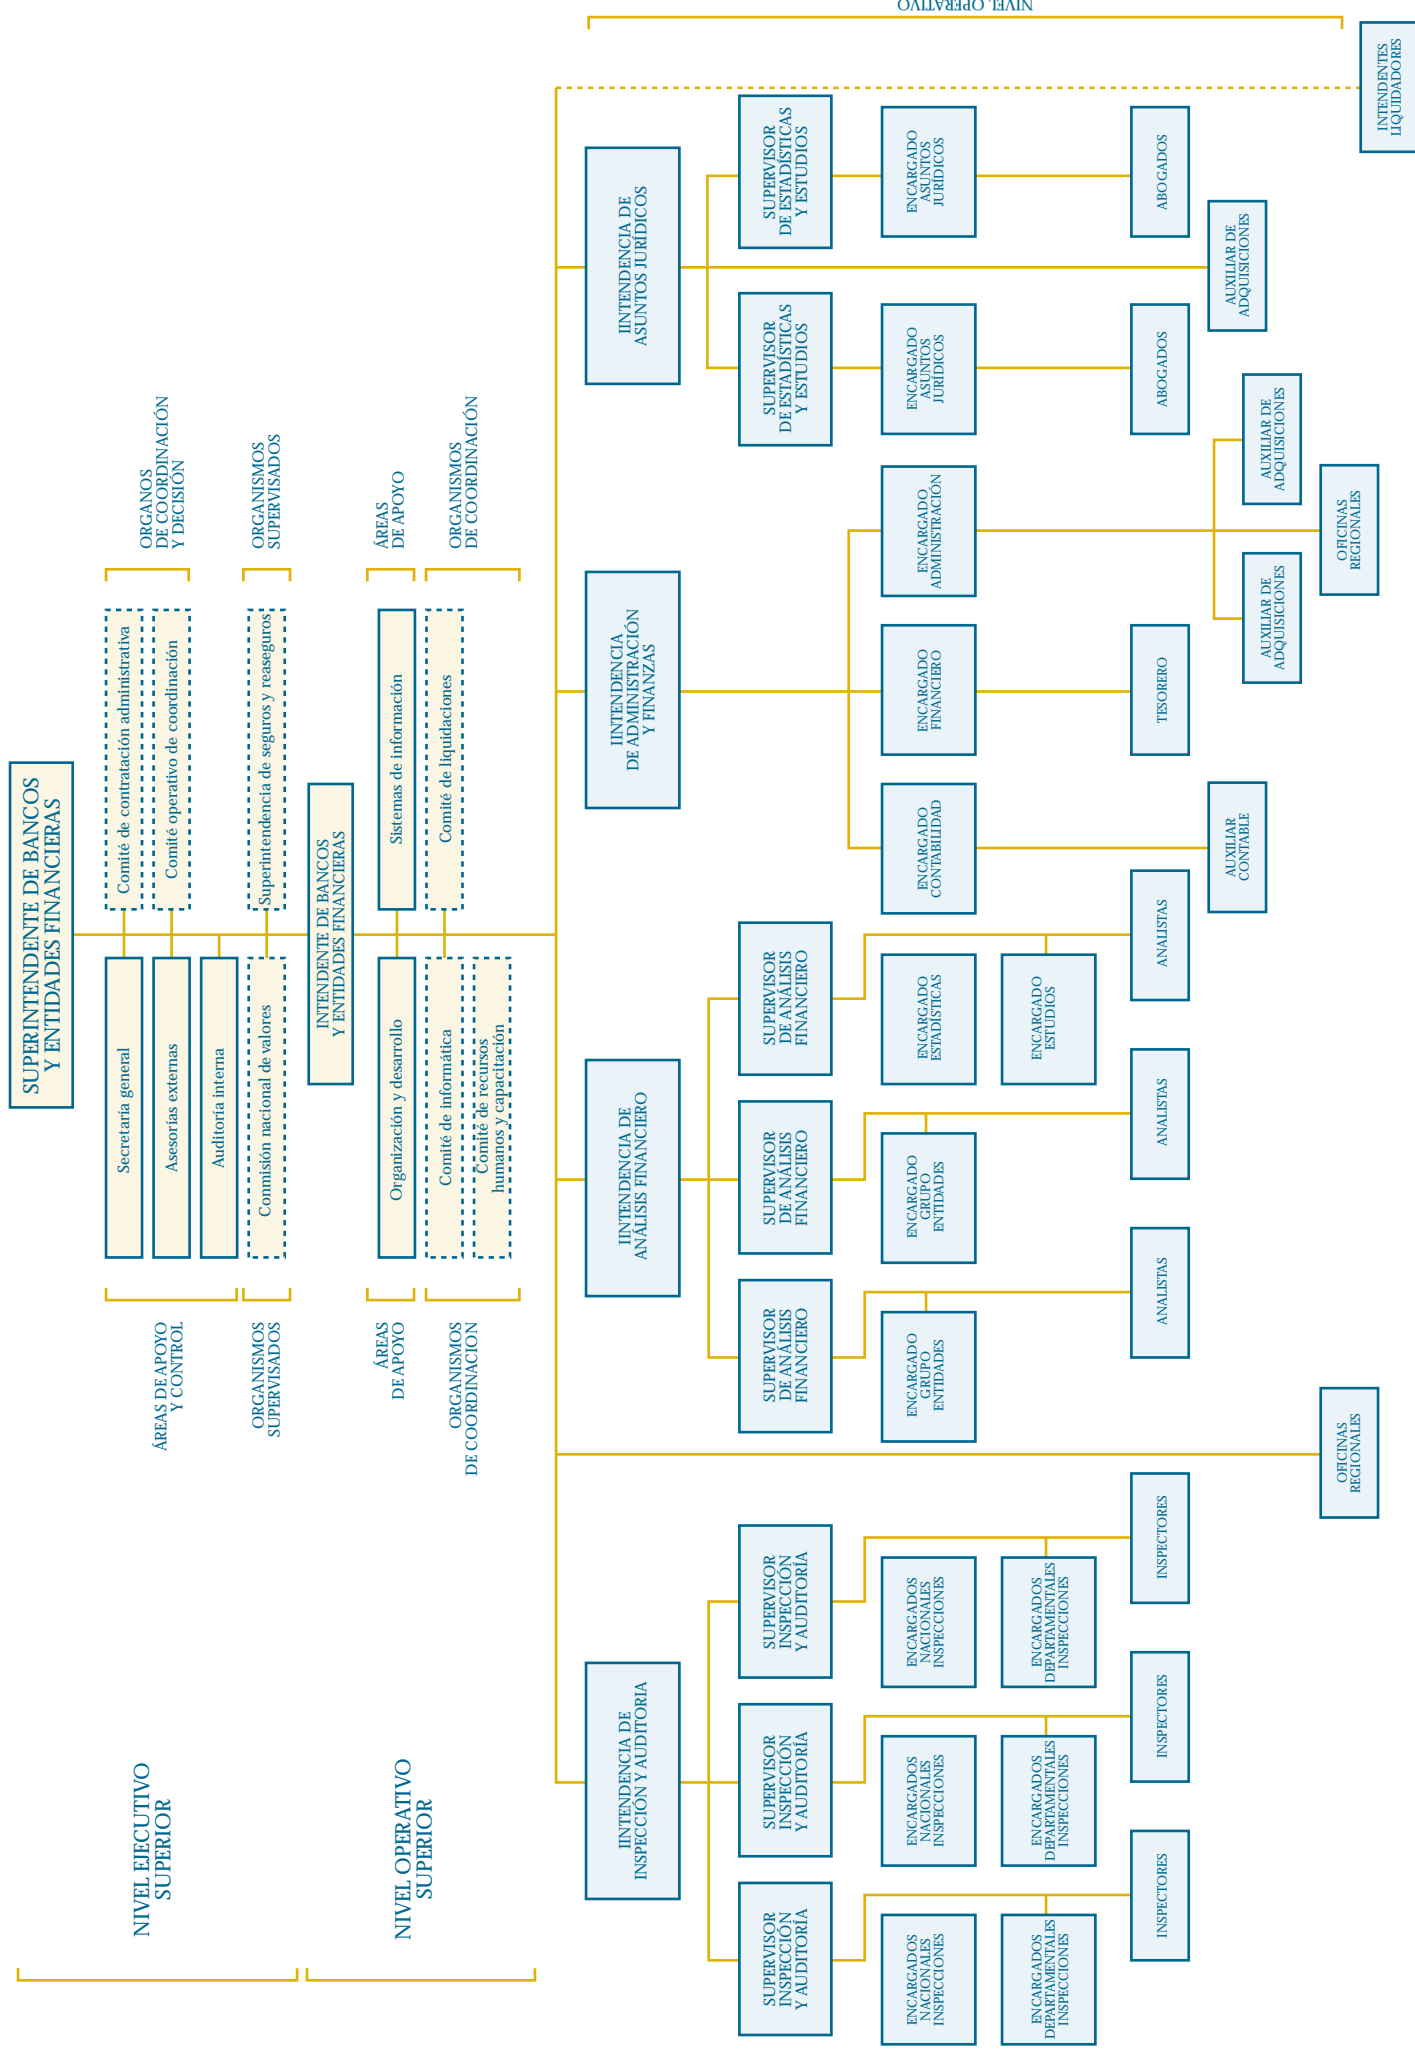 SUPERINTENDENTE DE BANCOS
Y ENTIDADES FINANCIERAS
NIVEL EJECUTIVO
SUPERIOR
ÁREAS DE APOYO
Y CONTROL
Secretaría general
Asesorías externas
Auditoría interna
Comité de contratación administrativa
Comité operativo de coordinación
ORGANOS
DE COORDINACIÓN
Y DECISIÓN
ORGANISMOS
SUPERVISADOS
Conmisión nacional de valores
Superintendencia de seguros y reaseguros
ORGANISMOS
SUPERVISADOS
INTENDENTE DE BANCOS
Y ENTIDADES FINANCIERAS
NIVEL OPERATIVO
SUPERIOR
ÁREAS
DE APOYO
Organización y desarrollo
Sistemas de información
ÁREAS
DE APOYO
ORGANISMOS
DE COORDINACION
Comité de informática
Comité de recursos
humanos y capacitación
Comité de liquidaciones
ORGANISMOS
DE COORDINACIÓN
IINTENDENCIA DE
INSPECCIÓN Y AUDITORIA
IINTENDENCIA DE
ANÁLISIS FINANCIERO
IINTENDENCIA
DE ADMINISTRACIÓN
Y FINANZAS
IINTENDENCIA DE
ASUNTOS JURÍDICOS
NIVEL OPERATIVO
SUPERVISOR
INSPECCIÓN
Y AUDITORÍA
SUPERVISOR
INSPECCIÓN
Y AUDITORÍA
SUPERVISOR
INSPECCIÓN
Y AUDITORÍA
SUPERVISOR
DE ANÁLISIS
FINANCIERO
SUPERVISOR
DE ANÁLISIS
FINANCIERO
SUPERVISOR
DE ANÁLISIS
FINANCIERO
SUPERVISOR
DE ESTADÍSTICAS
Y ESTUDIOS
SUPERVISOR
DE ESTADÍSTICAS
Y ESTUDIOS
ENCARGADOS
NACIONALES
INSPECCIONES
ENCARGADOS
NACIONALES
INSPECCIONES
ENCARGADOS
NACIONALES
INSPECCIONES
ENCARGADO
GRUPO
ENTIDADES
ENCARGADO
GRUPO
ENTIDADES
ENCARGADO
ESTADÍSTICAS
ENCARGADO
CONTABILIDAD
ENCARGADO
FINANCIERO
ENCARGADO
ADMINISTRACIÓN
ENCARGADO
ASUNTOS
JURÍDICOS
ENCARGADO
ASUNTOS
JURÍDICOS
ENCARGADOS
DEPARTAMENTALES
INSPECCIONES
ENCARGADOS
DEPARTAMENTALES
INSPECCIONES
ENCARGADOS
DEPARTAMENTALES
INSPECCIONES
ENCARGADO
ESTUDIOS
INSPECTORES
INSPECTORES
INSPECTORES
ANALISTAS
ANALISTAS
ANALISTAS
TESORERO
ABOGADOS
ABOGADOS
AUXILIAR
CONTABLE
AUXILIAR DE
ADQUISICIONES
AUXILIAR DE
ADQUISICIONES
AUXILIAR DE
ADQUISICIONES
OFICINAS
REGIONALES
OFICINAS
REGIONALES
INTENDENTES
LIQUIDADORES